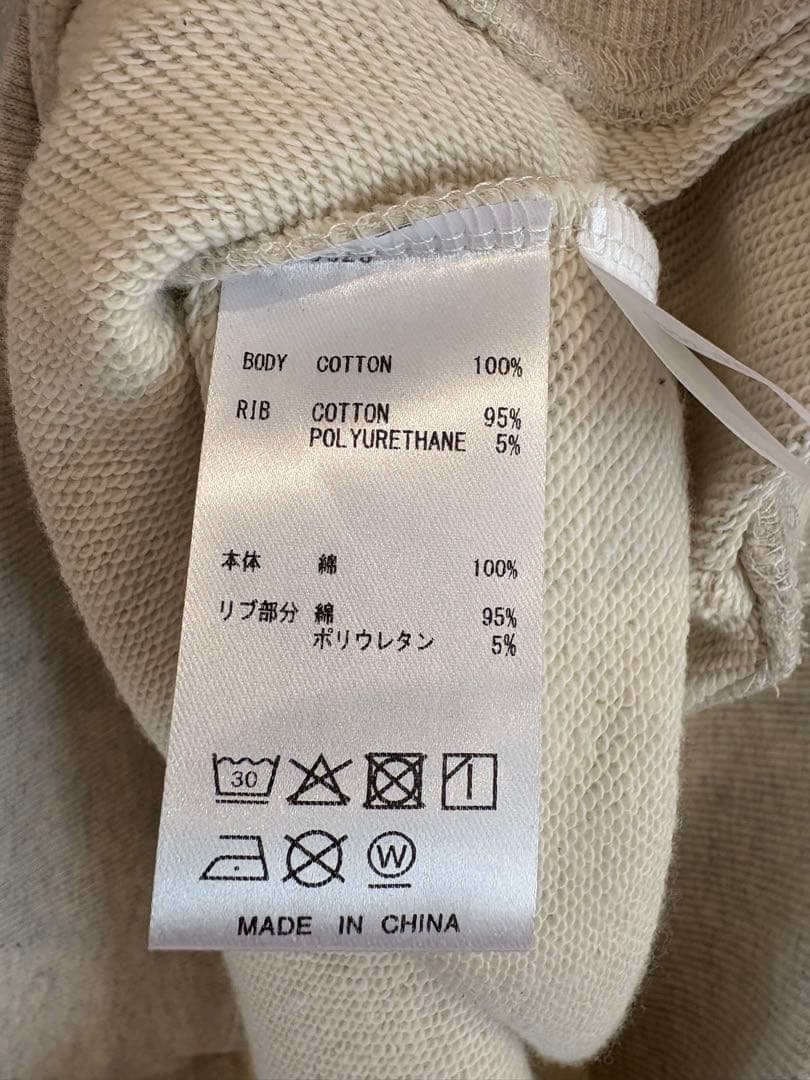 BODY COTTON 100%
RIB COTTON 95%
POLYURETHANE 5%
本体 綿 100%
リブ部分 綿 95%
ポリウレタン 5%
30
W
MADE IN CHINA